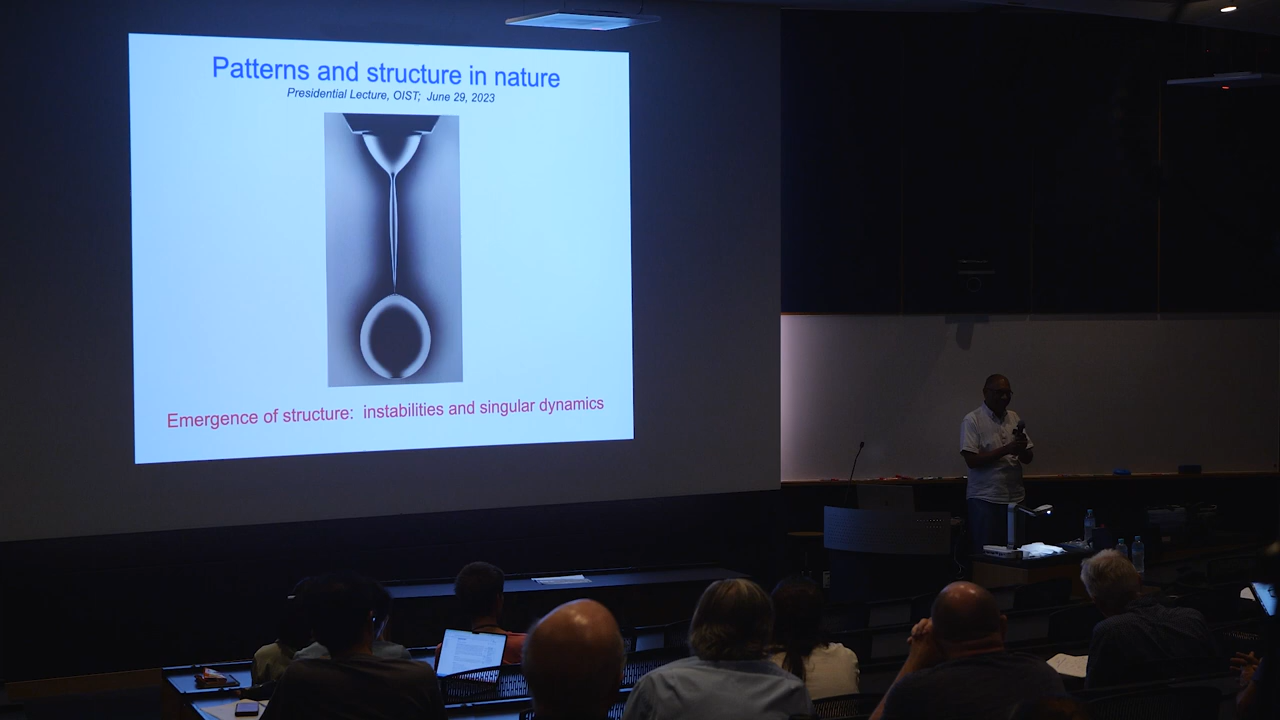 Patterns and structure in nature
Presidential Lecture, OIST; June 29, 2023
Emergence of structure: instabilities and singular dynamics